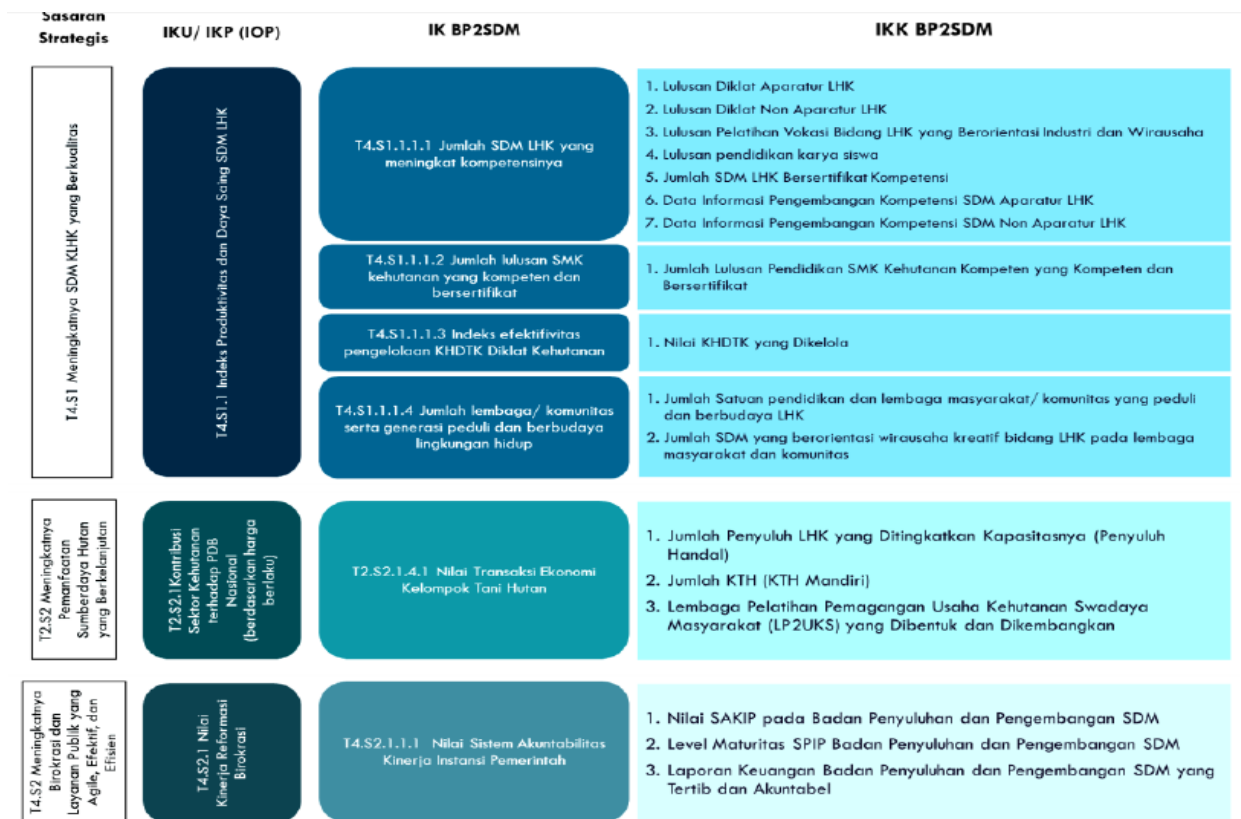 Sasaran
Strategis
IKU/ IKP (IOP)
IK BP2SDM
IKK BP2SDM
T4.S1 Meningkatnya SDM KLHK yang Berkualitas
T4.S1.1 Indeks Produktivitas dan Daya Saing SDM LHK
T4.S1.1.1.1 Jumlah SDM LHK yang
meningkat kompetensinya
1. Lulusan Diklat Aparatur LHK
2. Lulusan Diklat Non Aparatur LHK
3. Lulusan Pelatihan Vokasi Bidang LHK yang Berorientasi Industri dan Wirausaha
4. Lulusan pendidikan karya siswa
5. Jumlah SDM LHK Bersertifikat Kompetensi
6. Data Informasi Pengembangan Kompetensi SDM Aparatur LHK
7. Data Informasi Pengembangan Kompetensi SDM Non Aparatur LHK
T4.S1.1.1.2 Jumlah lulusan SMK
kehutanan yang kompeten dan
bersertifikat
1. Jumlah Lulusan Pendidikan SMK Kehutanan Kompeten yang Kompeten dan
Bersertifikat
T4.S1.1.1.3 Indeks efektifivitas
pengelolaan KHDTK Diklat Kehutanan
1. Nilai KHDTK yang Dikelola
T4.S1.1.1.4 Jumlah lembaga/ komunitas
serta generasi peduli dan berbudaya
lingkungan hidup
1. Jumlah Satuan pendidikan dan lembaga masyarakat/ komunitas yang peduli
dan berbudaya LHK
2. Jumlah SDM yang berorientasi wirausaha kreatif bidang LHK pada lembaga
masyarakat dan komunitas
T2.S2 Meningkatnya
Pemanfaatan
Sumberdaya Hutan
yang Berkelanjutan
T2.S2.1Kontribusi
Sektor Kehutanan
terhadap PDB
Nasional
(berdasarkan harga
berlaku)
T2.S2.1.4.1 Nilai Transaksi Ekonomi
Kelompok Tani Hutan
1. Jumlah Penyuluh LHK yang Ditingkatkan Kapasitasnya (Penyuluh
Handal)
2. Jumlah KTH (KTH Mandiri)
3. Lembaga Pelatihan Pemagangan Usaha Kehutanan Swadaya
Masyarakat (LP2UKS) yang Dibentuk dan Dikembangkan
T4.S2 Meningkatnya
Birokrasi dan
Layanan Publik yang
Agile, Efektif, dan
Efisien
T4.S2.1 Nilai
Kinerja Reformasi
Birokrasi
T4.S2.1.1.1 Nilai Sistem Akuntabilitas
Kinerja Instansi Pemerintah
1. Nilai SAKIP pada Badan Penyuluhan dan Pengembangan SDM
2. Level Maturitas SPIP Badan Penyuluhan dan Pengembangan SDM
3. Laporan Keuangan Badan Penyuluhan dan Pengembangan SDM yang
Tertib dan Akuntabel